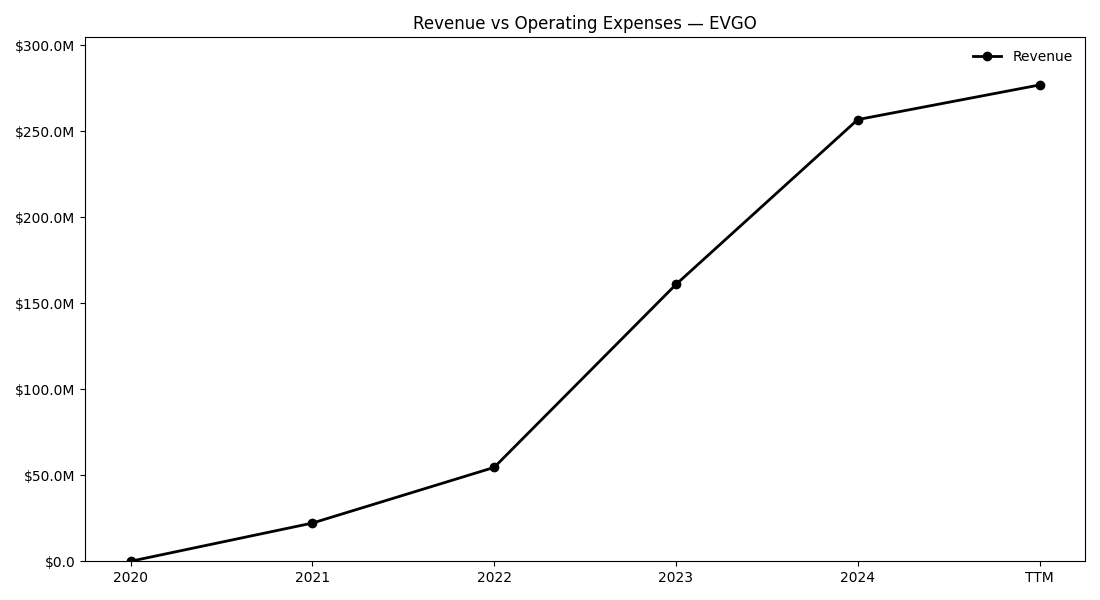 Revenue vs Operating Expenses — EVGO
$300.0M
Revenue
$250.0M
$200.0M
$150.0M
$100.0M
$50.0M
$0.0
2020 2021 2022 2023 2024 TTM